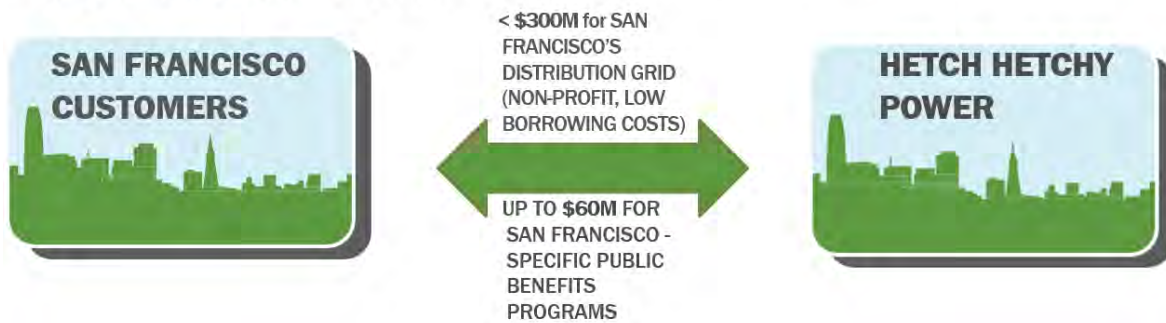 SAN FRANCISCO
CUSTOMERS
< $300M for SAN
FRANCISCO'S
DISTRIBUTION GRID
(NON-PROFIT, LOW
BORROWING COSTS)
UP TO $60M FOR
SAN FRANCISCO -
SPECIFIC PUBLIC
BENEFITS
PROGRAMS
HETCH HETCHY
POWER